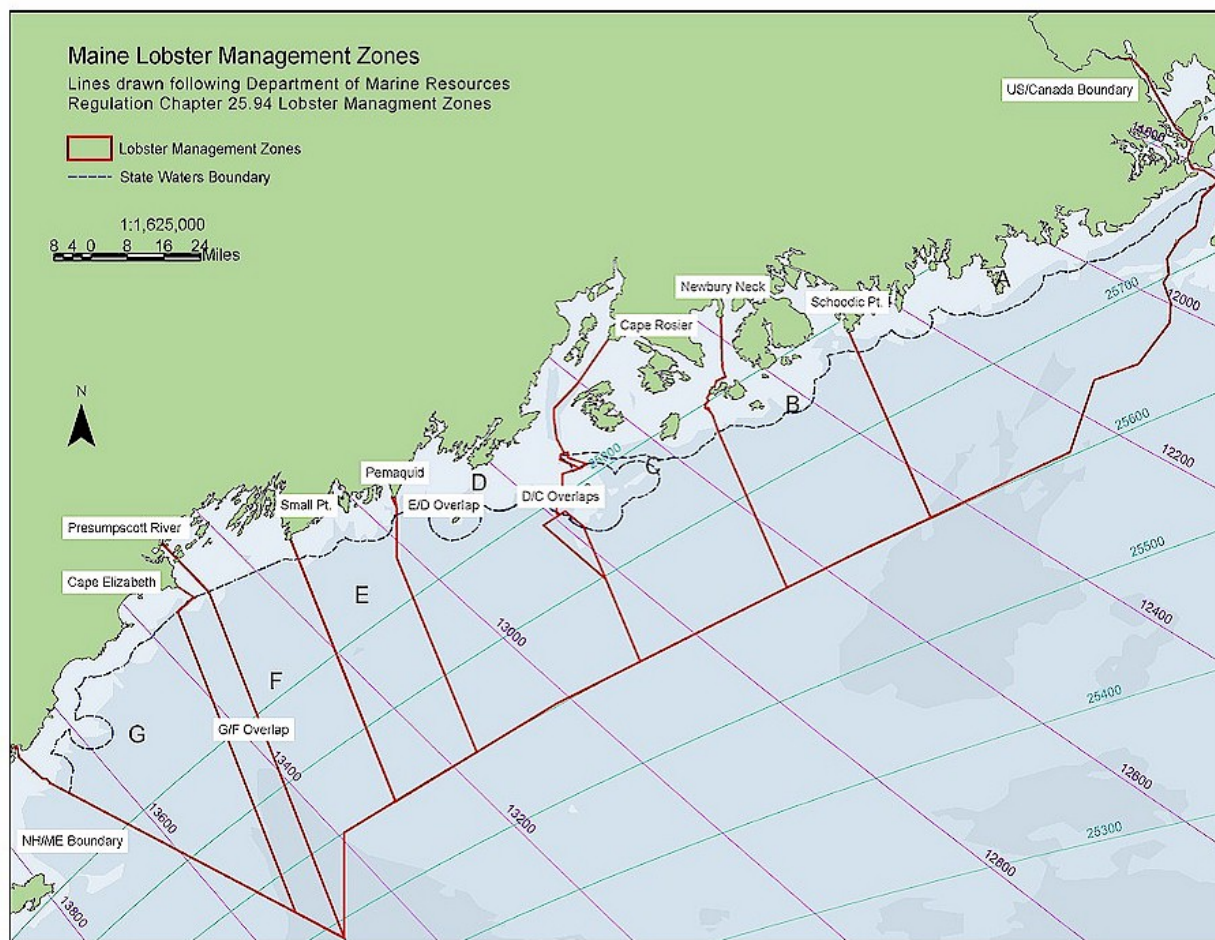 Maine Lobster Management Zones
Lines drawn following Department of Marine Resources
Regulation Chapter 25.94 Lobster Managment Zones
Lobster Management Zones
State Waters Boundary
1:1,625,000
8 4 0 8 16 24
Miles
US/Canada Boundary
A
25700
12000
Newbury Neck
Schoodic Pt.
Cape Rosier
N
B
25600
12200
25800
C
Pemaquid
D
E/D Overlap
D/C Overlaps
Small Pt.
Presumpscott River
25500
Cape Elizabeth
E
12400
13000
F
25400
G
G/F Overlap
13400
12600
13600
13200
25300
NH/ME Boundary
12800
13800